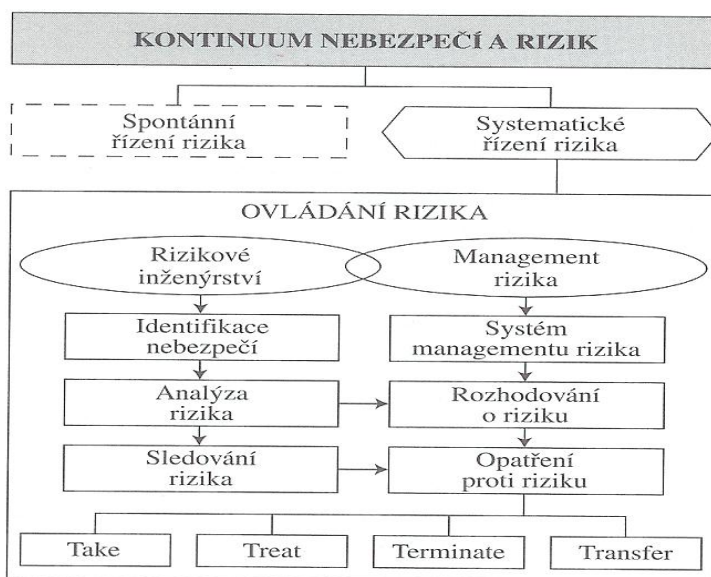 KONTINUUM NEBEZPEČÍ A RIZIK
Spontánní
řízení rizika
Systematické
řízení rizika
OVLÁDÁNÍ RIZIKA
Rizikové
inženýrství
Management
rizika
Identifikace
nebezpečí
Systém
managementu rizika
Analýza
rizika
Rozhodování
o riziku
Sledování
rizika
Opatření
proti riziku
Take
Treat
Terminate
Transfer